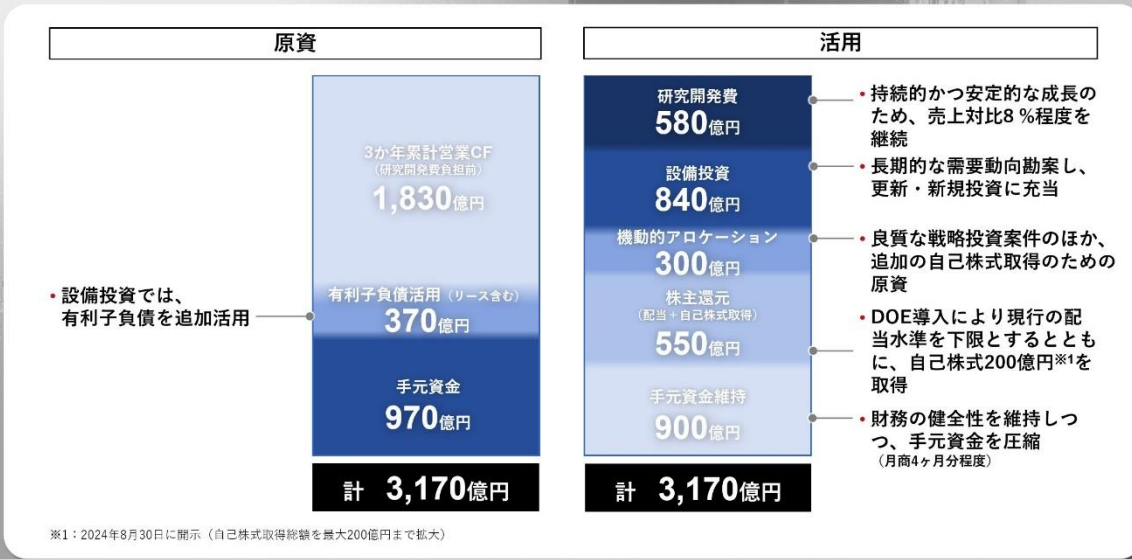 原資
3か年累計営業CF
(研究開発費負担前)
1,830億円
有利子負債活用（リース含む）
370億円
手元資金
970億円
計 3,170億円
• 設備投資では、
有利子負債を追加活用
活用
研究開発費
580億円
設備投資
840億円
機動的アロケーション
300億円
株主還元
（配当＋自己株式取得）
550億円
手元資金維持
900億円
計 3,170億円
• 持続的かつ安定的な成長の
ため、売上対比8 %程度を
継続
• 長期的な需要動向勘案し、
更新・新規投資に充当
• 良質な戦略投資案件のほか、
追加の自己株式取得のための
原資
• DOE導入により現行の配
当水準を下限とするととも
に、自己株式200億円※1を
取得
• 財務の健全性を維持しつ
つ、手元資金を圧縮
（月商4ヶ月分程度）
※1：2024年8月30日に開示（自己株式取得総額を最大200億円まで拡大）